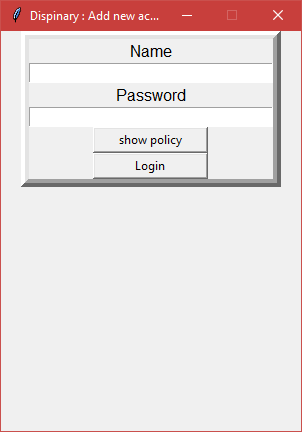 Dispinary : Add new ac...
Name
Password
show policy
Login